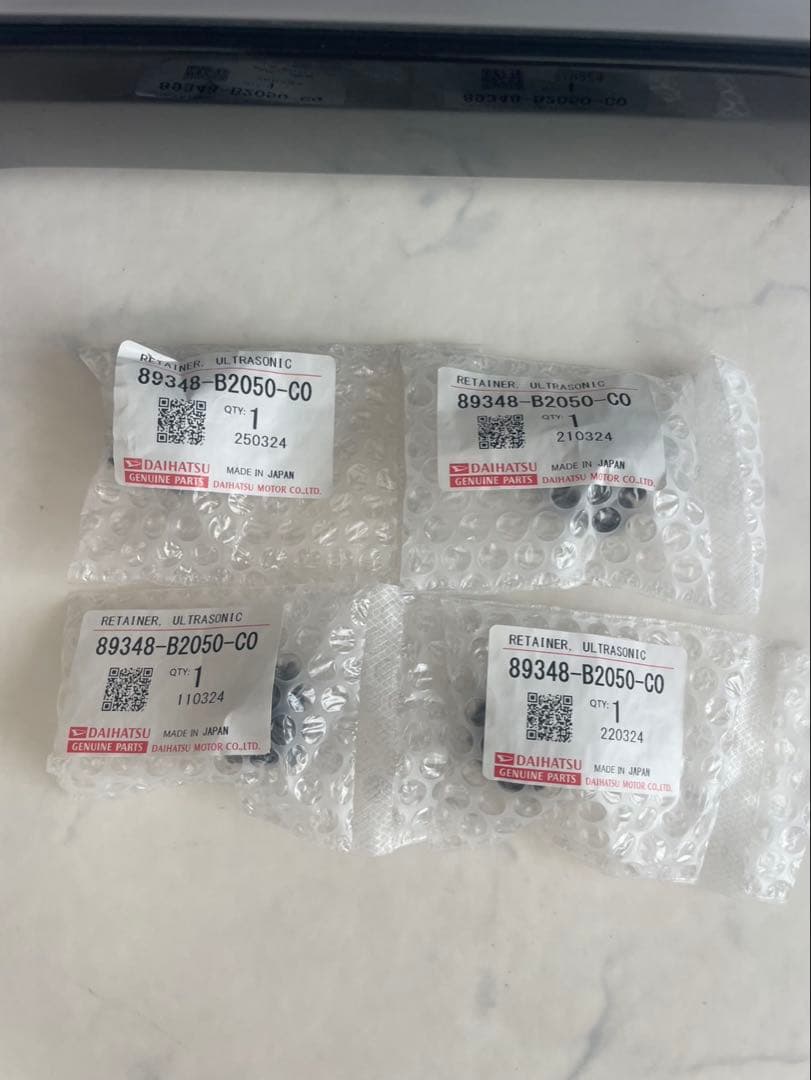 89348-B2050-C0
89348-B2050-C0
RETAINER, ULTRASONIC
89348-B2050-C0
QTY: 1
250324
DAIHATSU
GENUINE PARTS
MADE IN JAPAN
DAIHATSU MOTOR CO.,LTD.
RETAINER, ULTRASONIC
89348-B2050-C0
QTY: 1
210324
DAIHATSU
GENUINE PARTS
MADE IN JAPAN
DAIHATSU MOTOR CO.,LTD.
RETAINER, ULTRASONIC
89348-B2050-C0
QTY: 1
110324
DAIHATSU
GENUINE PARTS
MADE IN JAPAN
DAIHATSU MOTOR CO.,LTD.
RETAINER, ULTRASONIC
89348-B2050-C0
QTY: 1
220324
DAIHATSU
GENUINE PARTS
MADE IN JAPAN
DAIHATSU MOTOR CO.,LTD.